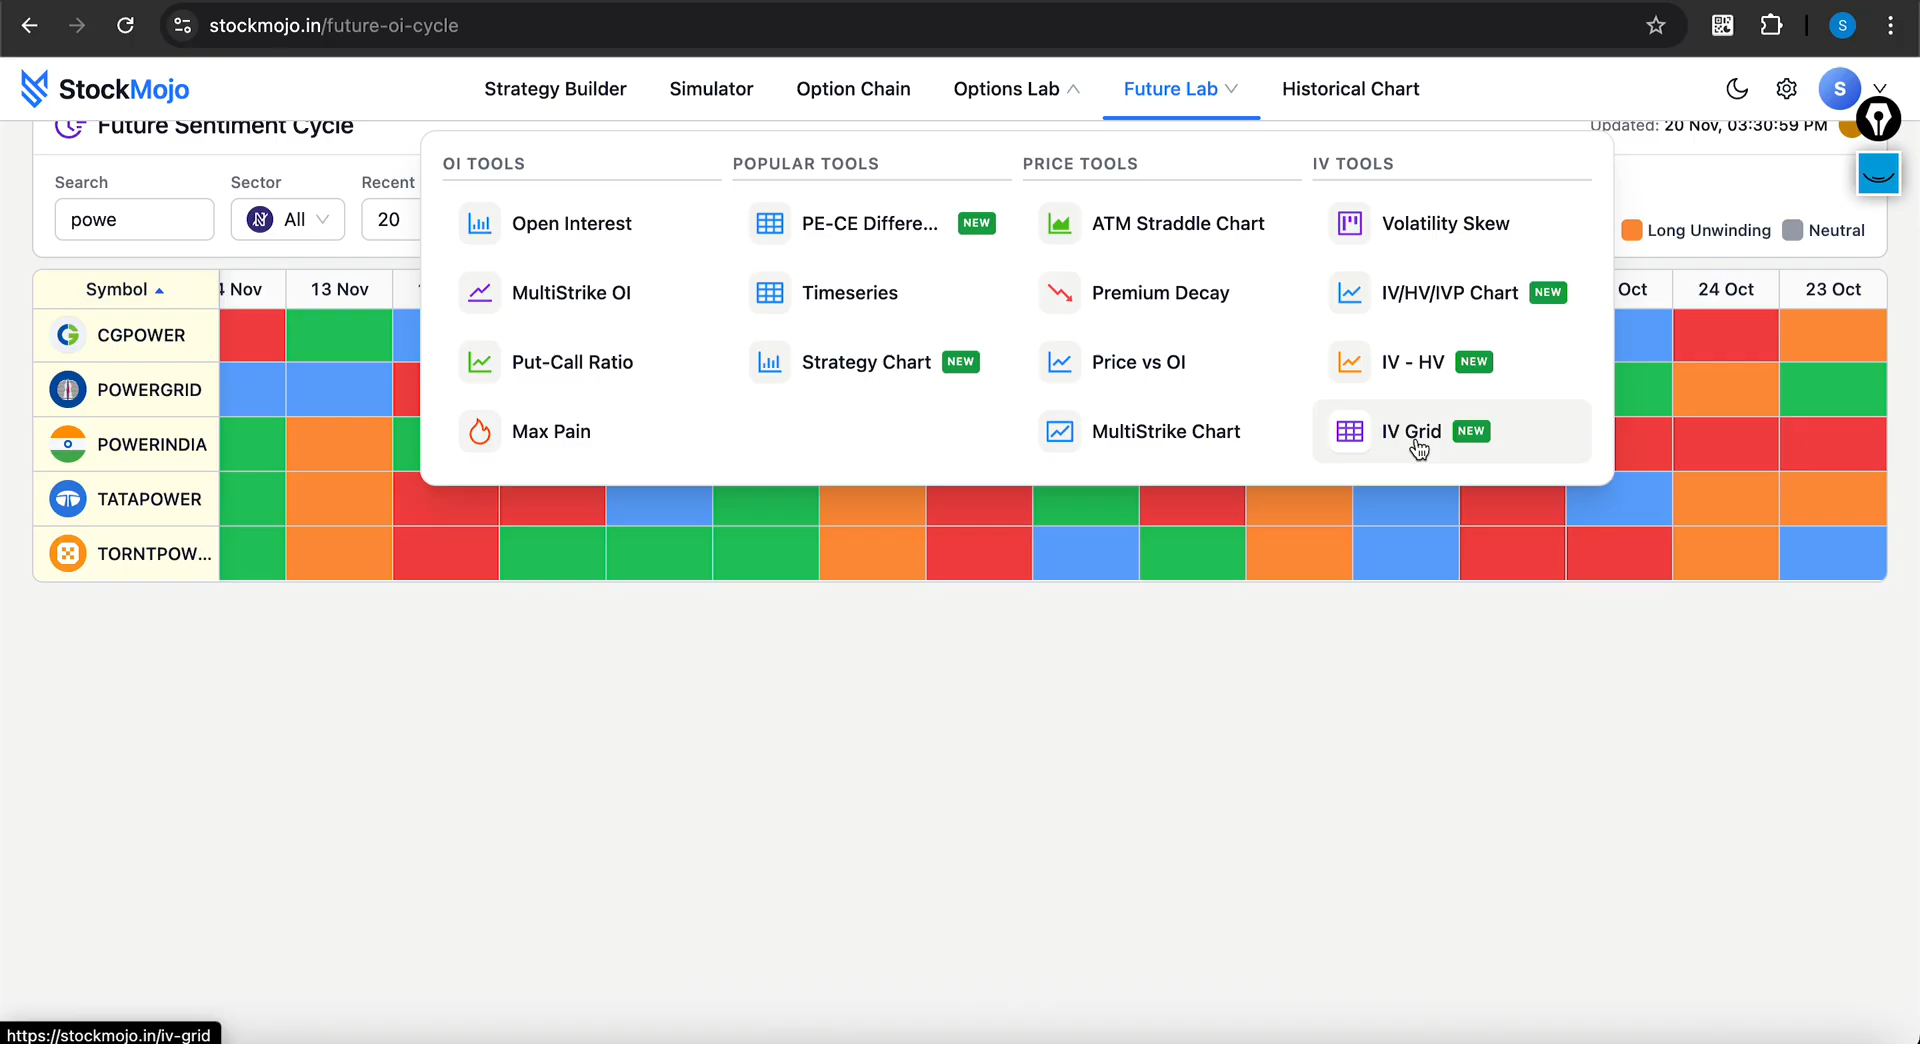 stockmojo.in/future-oi-cycle
S
StockMojo
Strategy Builder
Simulator
Option Chain
Options Lab
Future Lab
Historical Chart
S
Future Sentiment Cycle
Updated: 20 Nov, 03:30:59 PM
OI TOOLS
POPULAR TOOLS
PRICE TOOLS
IV TOOLS
Search
Sector
Recent
powe
All
20
Open Interest
PE-CE Differe... NEW
ATM Straddle Chart
Volatility Skew
Long Unwinding
Neutral
MultiStrike OI
Timeseries
Premium Decay
IV/HV/IVP Chart NEW
Put-Call Ratio
Strategy Chart NEW
Price vs OI
IV - HV NEW
Max Pain
MultiStrike Chart
IV Grid NEW
Symbol
Nov
13 Nov
Oct
24 Oct
23 Oct
CGPOWER
POWERGRID
POWERINDIA
TATAPOWER
TORNTPOW...
https://stockmojo.in/iv-grid